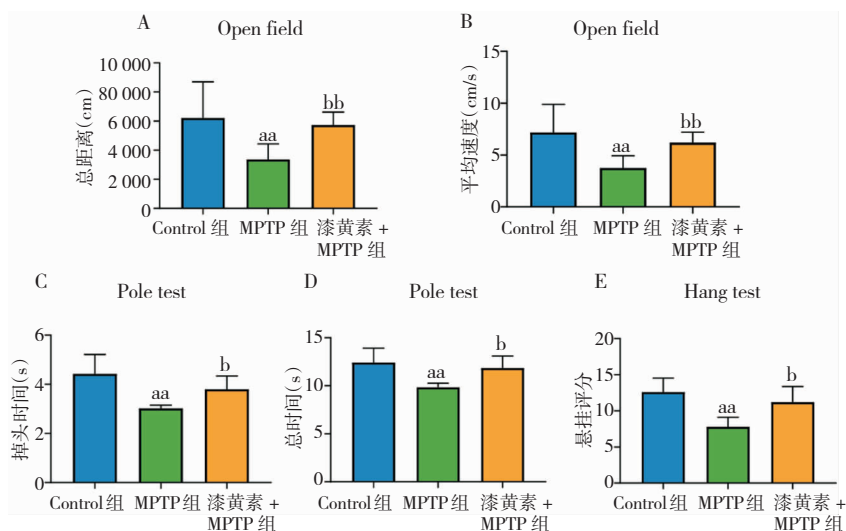 A
Open field
总距离(cm)
10 000
8 000
6 000
4 000
2 000
0
aa
bb
Control 组
MPTP 组
漆黄素 +
MPTP 组
B
Open field
平均速度(cm/s)
15
10
5
0
aa
bb
Control 组
MPTP 组
漆黄素 +
MPTP 组
C
Pole test
掉头时间(s)
6
4
2
0
aa
b
Control 组
MPTP 组
漆黄素 +
MPTP 组
D
Pole test
总时间(s)
15
10
5
0
aa
b
Control 组
MPTP 组
漆黄素 +
MPTP 组
E
Hang test
悬挂评分
20
15
10
5
0
aa
b
Control 组
MPTP 组
漆黄素 +
MPTP 组